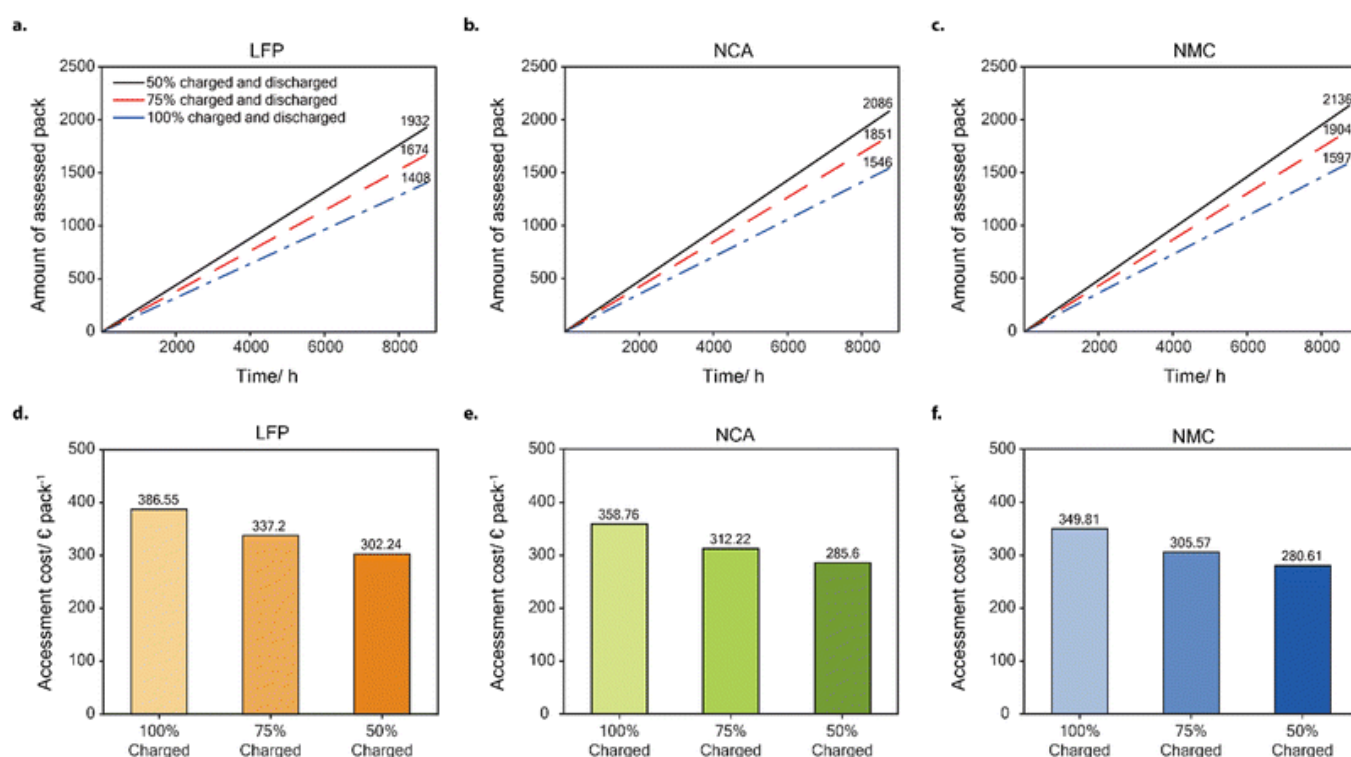 a.
LFP
Amount of assessed pack
2500
2000
1500
1000
500
0
50% charged and discharged
75% charged and discharged
100% charged and discharged
1932
1674
1408
2000
4000
6000
8000
Time/ h
b.
NCA
Amount of assessed pack
2500
2000
1500
1000
500
2086
1851
1546
2000
4000
6000
8000
Time/ h
c.
NMC
Amount of assessed pack
2500
2000
1500
1000
500
0
2136
1904
1597
2000
4000
6000
8000
Time/ h
d.
LFP
Accessment cost/ € pack⁻¹
500
400
300
200
100
0
386.55
337.2
302.24
100%
Charged
75%
Charged
50%
Charged
e.
NCA
Accessment cost/ € pack⁻¹
500
400
300
200
100
0
358.76
312.22
285.6
100%
Charged
75%
Charged
50%
Charged
f.
NMC
Accessment cost/ € pack⁻¹
500
400
300
200
100
0
349.81
305.57
280.61
100%
Charged
75%
Charged
50%
Charged